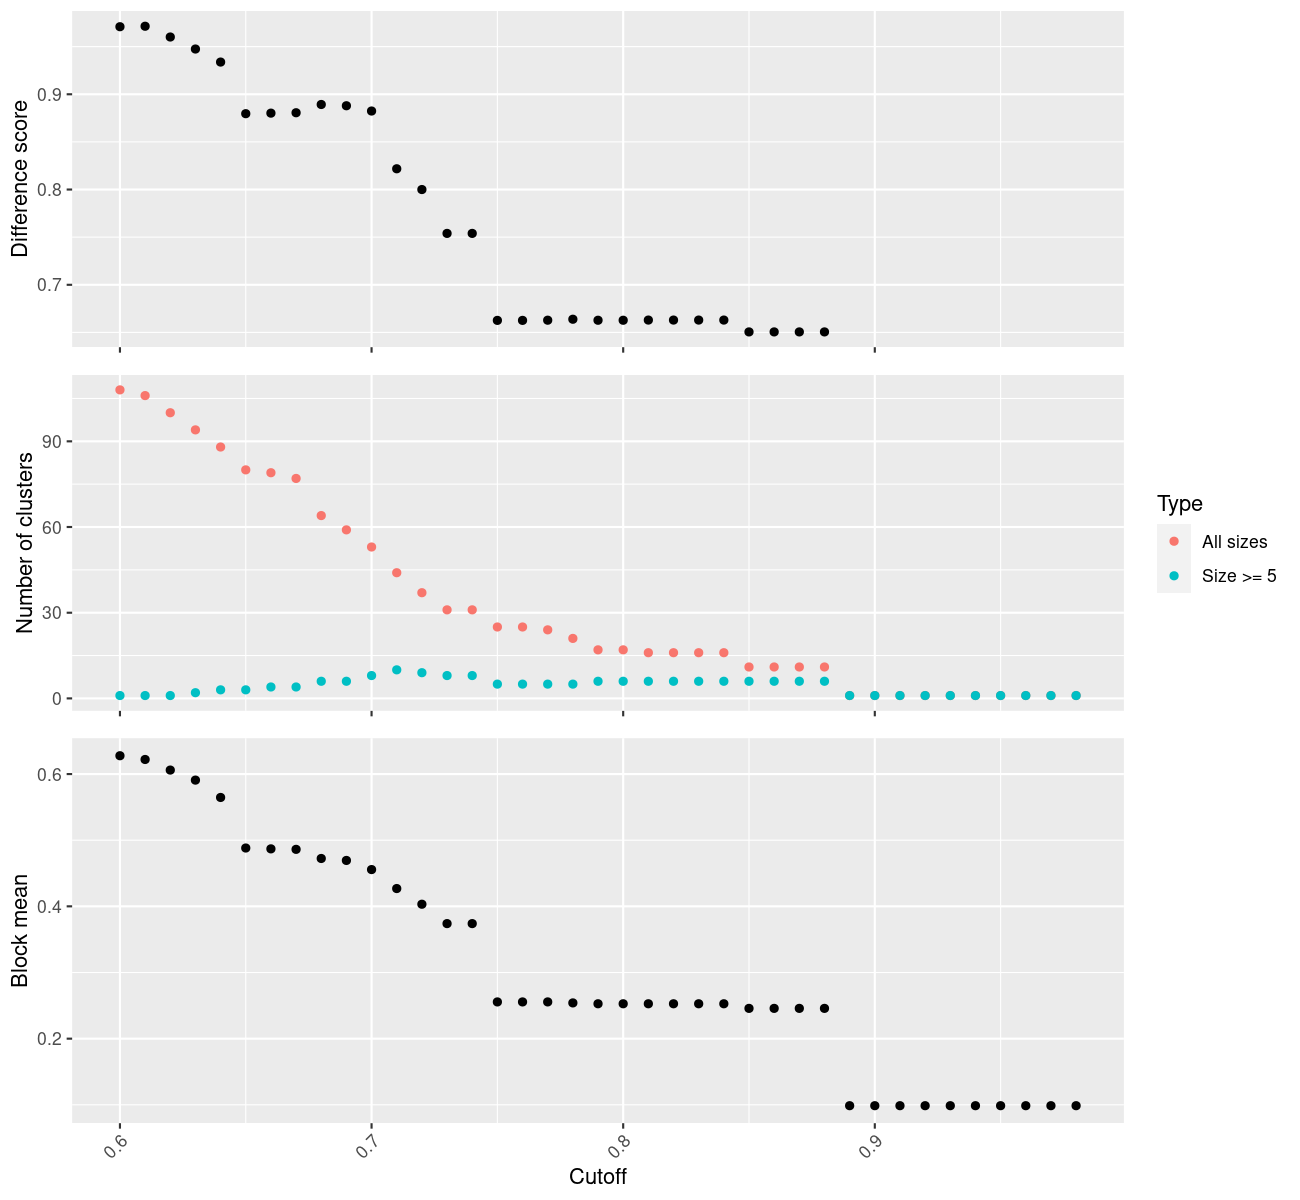 Difference score
0.9
0.8
0.7
Number of clusters
90
60
30
0
Type
All sizes
Size >= 5
Block mean
0.6
0.4
0.2
0.6
0.7
0.8
0.9
Cutoff